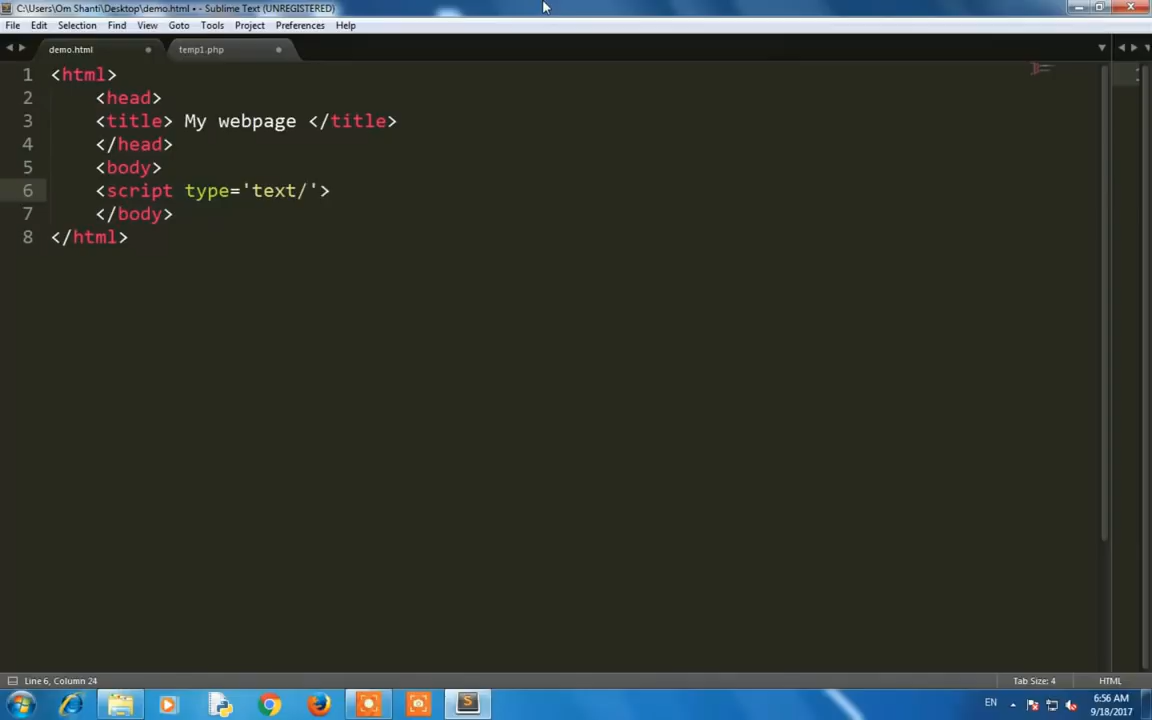 C:\Users\Om Shanti\Desktop\demo.html • - Sublime Text (UNREGISTERED)
File Edit Selection Find View Goto Tools Project Preferences Help
demo.html temp1.php
1 <html>
2 <head>
3 <title> My webpage </title>
4 </head>
5 <body>
6 <script type='text/'>
7 </body>
8 </html>
Line 6, Column 24 Tab Size: 4 HTML
EN 6:56 AM
9/18/2017